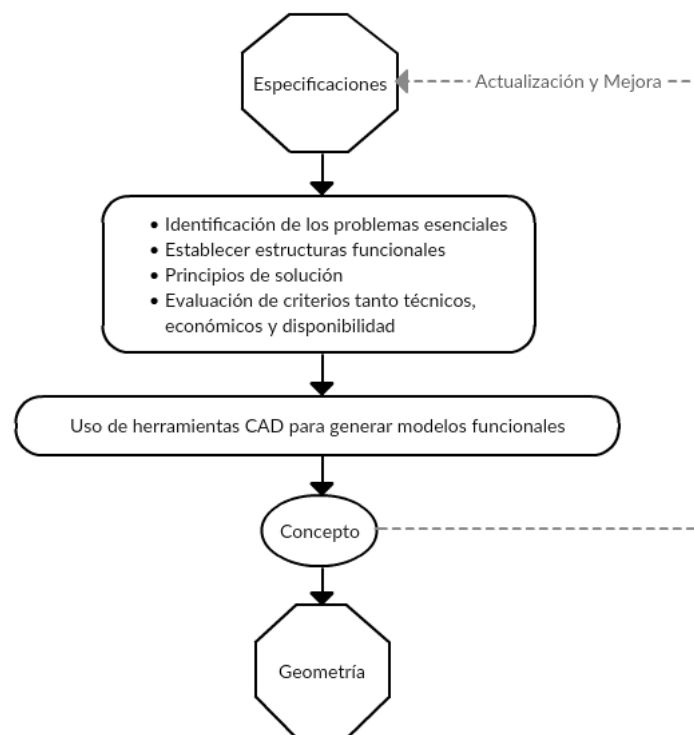 Especificaciones
Actualización y Mejora
• Identificación de los problemas esenciales
• Establecer estructuras funcionales
• Principios de solución
• Evaluación de criterios tanto técnicos,
económicos y disponibilidad
Uso de herramientas CAD para generar modelos funcionales
Concepto
Geometría